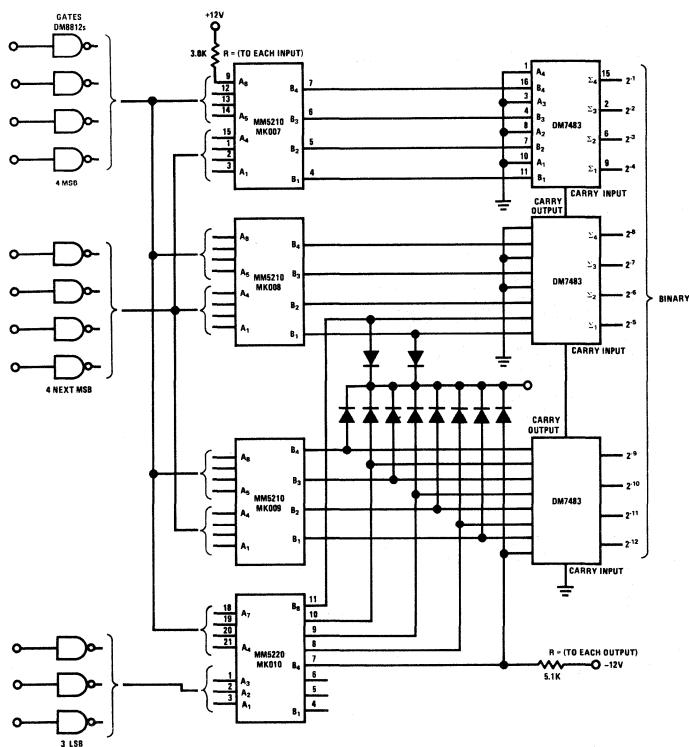 GATES
DM8812s
+12V
3.0K R = (TO EACH INPUT)
4 MSB
9 A8
12
13
14 A5
15 A4
1
2
3 A1
MM5210
MK007
B4 7
B3 6
B2 5
B1 4
1 A4
16 B4
3 A3
4 B3
8 A2
7 B2
10 A1
11 B1
DM7483
Σ4 15 2-1
Σ3 2 2-2
Σ2 6 2-3
Σ1 9 2-4
CARRY INPUT
CARRY
OUTPUT
4 NEXT MSB
A8
A5
A4
A1
MM5210
MK008
B4
B3
B2
B1
DM7483
Σ4 2-8
Σ3 2-7
Σ2 2-6
Σ1 2-5
CARRY INPUT
BINARY
CARRY
OUTPUT
A8
A5
A4
A1
MM5210
MK009
B4
B3
B2
B1
DM7483
2-9
2-10
2-11
2-12
CARRY INPUT
18 A7
19
20
21 A4
1 A3
2 A2
3 A1
MM5220
MK010
B8 11
10
9
8
B4 7
6
5
B1 4
R = (TO EACH OUTPUT)
5.1K
−12V
3 LSB